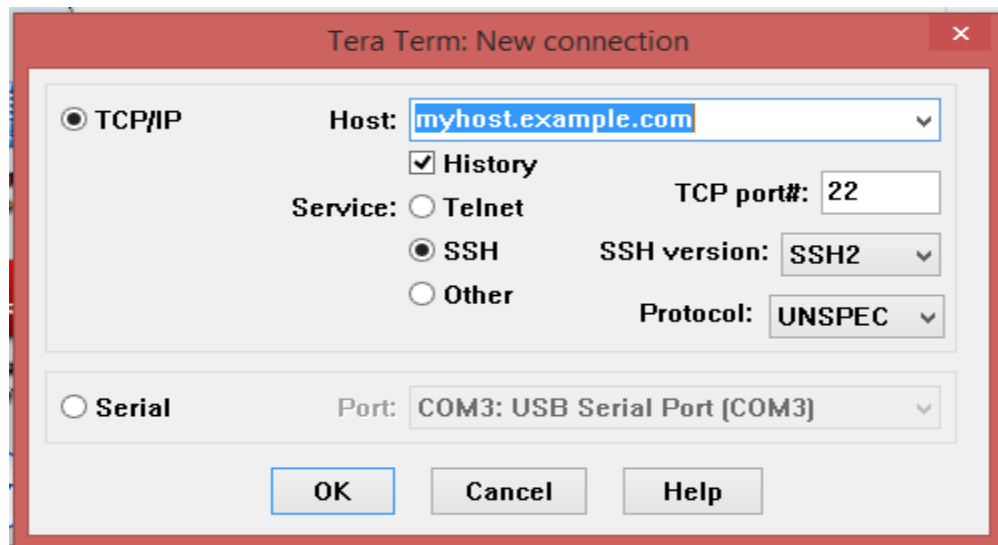 Tera Term: New connection
TCP/IP
Host: myhost.example.com
History
Service: Telnet
TCP port#: 22
SSH
SSH version: SSH2
Other
Protocol: UNSPEC
Serial
Port: COM3: USB Serial Port (COM3)
OK Cancel Help